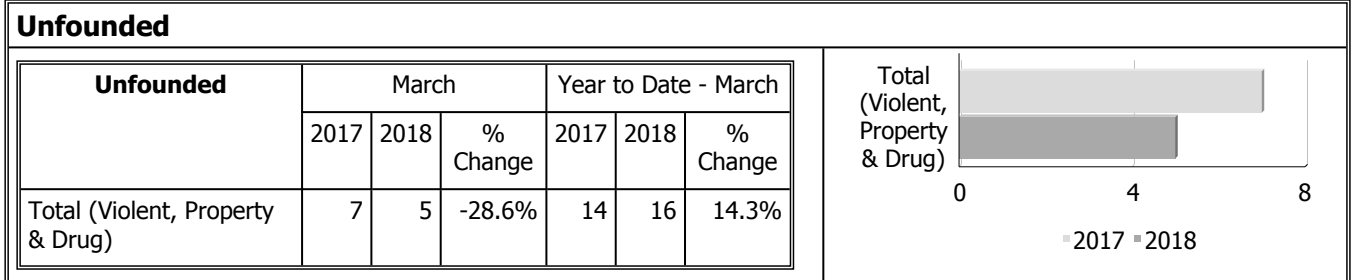 Unfounded
Unfounded March Year to Date - March
2017 2018 % Change 2017 2018 % Change
Total (Violent, Property & Drug) 7 5 -28.6% 14 16 14.3%
Total
(Violent,
Property
& Drug)
0 4 8
2017 2018